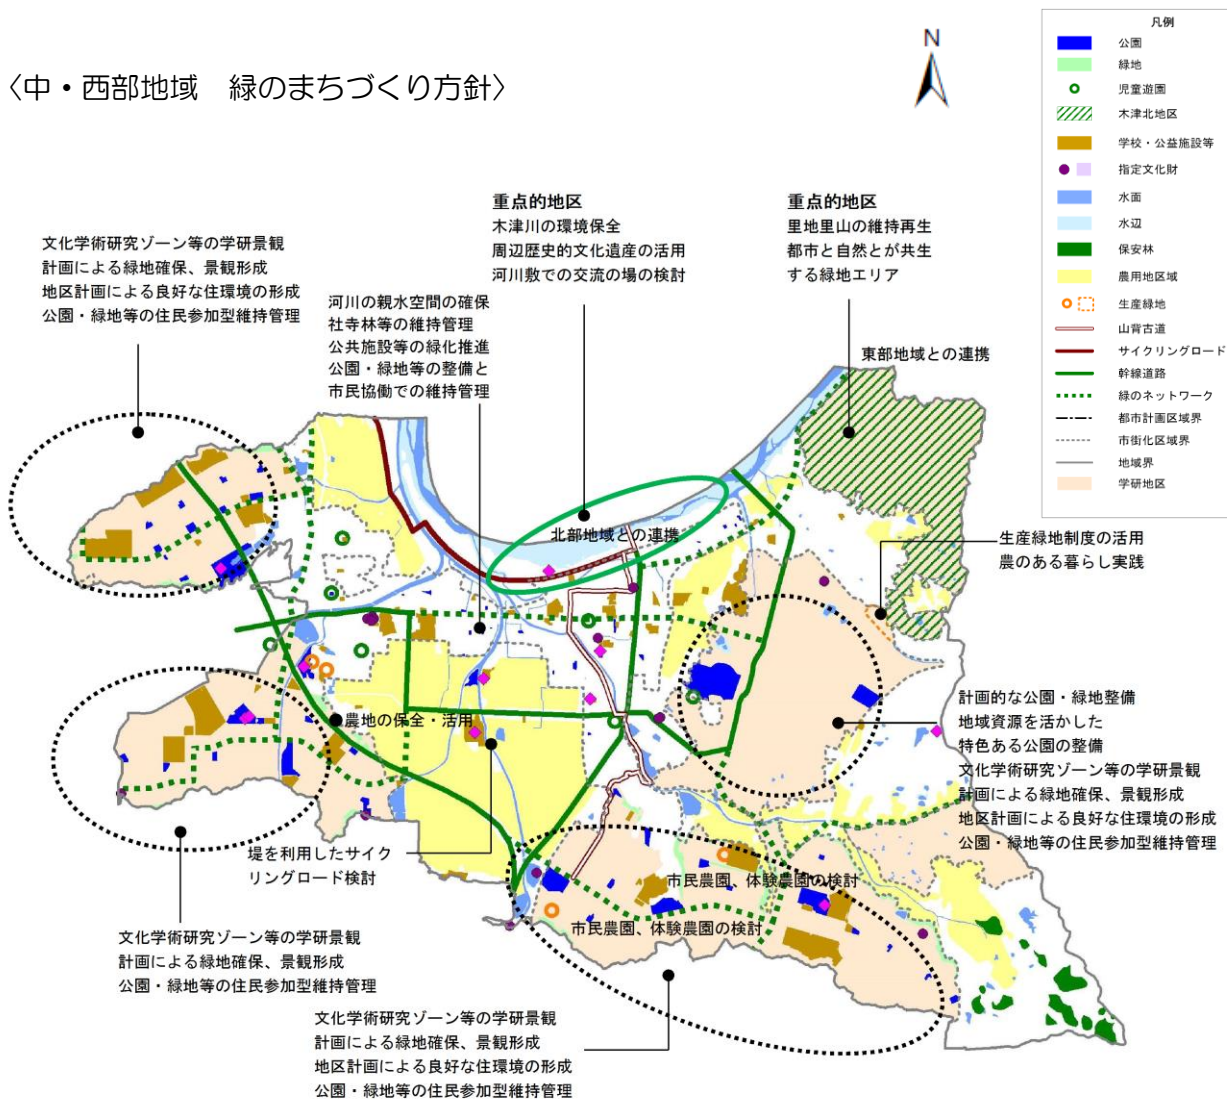 〈中・西部地域　緑のまちづくり方針〉
N
凡例
公園
緑地
児童遊園
木津北地区
学校・公益施設等
指定文化財
水面
水辺
保安林
農用地区域
生産緑地
山背古道
サイクリングロード
幹線道路
緑のネットワーク
都市計画区域界
市街化区域界
地域界
学研地区
重点的地区
木津川の環境保全
周辺歴史的文化遺産の活用
河川敷での交流の場の検討
重点的地区
里地里山の維持再生
都市と自然とが共生
する緑地エリア
文化学術研究ゾーン等の学研景観
計画による緑地確保、景観形成
地区計画による良好な住環境の形成
公園・緑地等の住民参加型維持管理
河川の親水空間の確保
社寺林等の維持管理
公共施設等の緑化推進
公園・緑地等の整備と
市民協働での維持管理
東部地域との連携
北部地域との連携
生産緑地制度の活用
農のある暮らし実践
農地の保全・活用
計画的な公園・緑地整備
地域資源を活かした
特色ある公園の整備
文化学術研究ゾーン等の学研景観
計画による緑地確保、景観形成
地区計画による良好な住環境の形成
公園・緑地等の住民参加型維持管理
堤を利用したサイク
リングロード検討
市民農園、体験農園の検討
市民農園、体験農園の検討
文化学術研究ゾーン等の学研景観
計画による緑地確保、景観形成
公園・緑地等の住民参加型維持管理
文化学術研究ゾーン等の学研景観
計画による緑地確保、景観形成
地区計画による良好な住環境の形成
公園・緑地等の住民参加型維持管理